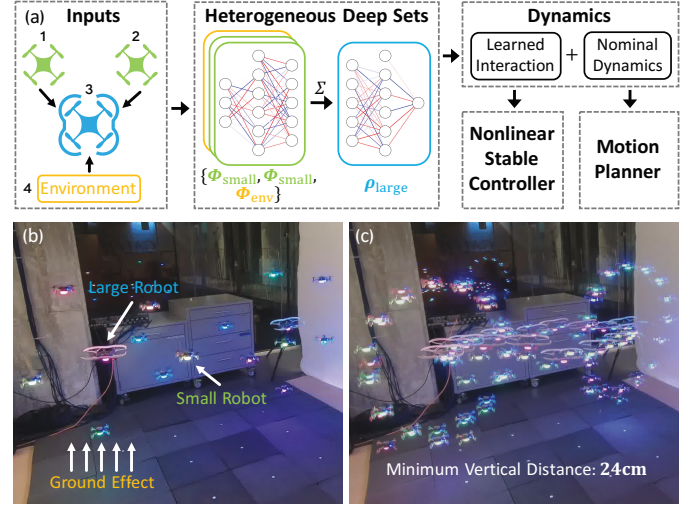 (a)
Inputs
1
2
3
4
Environment
Heterogeneous Deep Sets
Σ
{Φsmall, Φsmall,
Φenv}
ρlarge
Dynamics
Learned
Interaction
+
Nominal
Dynamics
Nonlinear
Stable
Controller
Motion
Planner
(b)
Large Robot
Small Robot
Ground Effect
(c)
Minimum Vertical Distance: 24cm